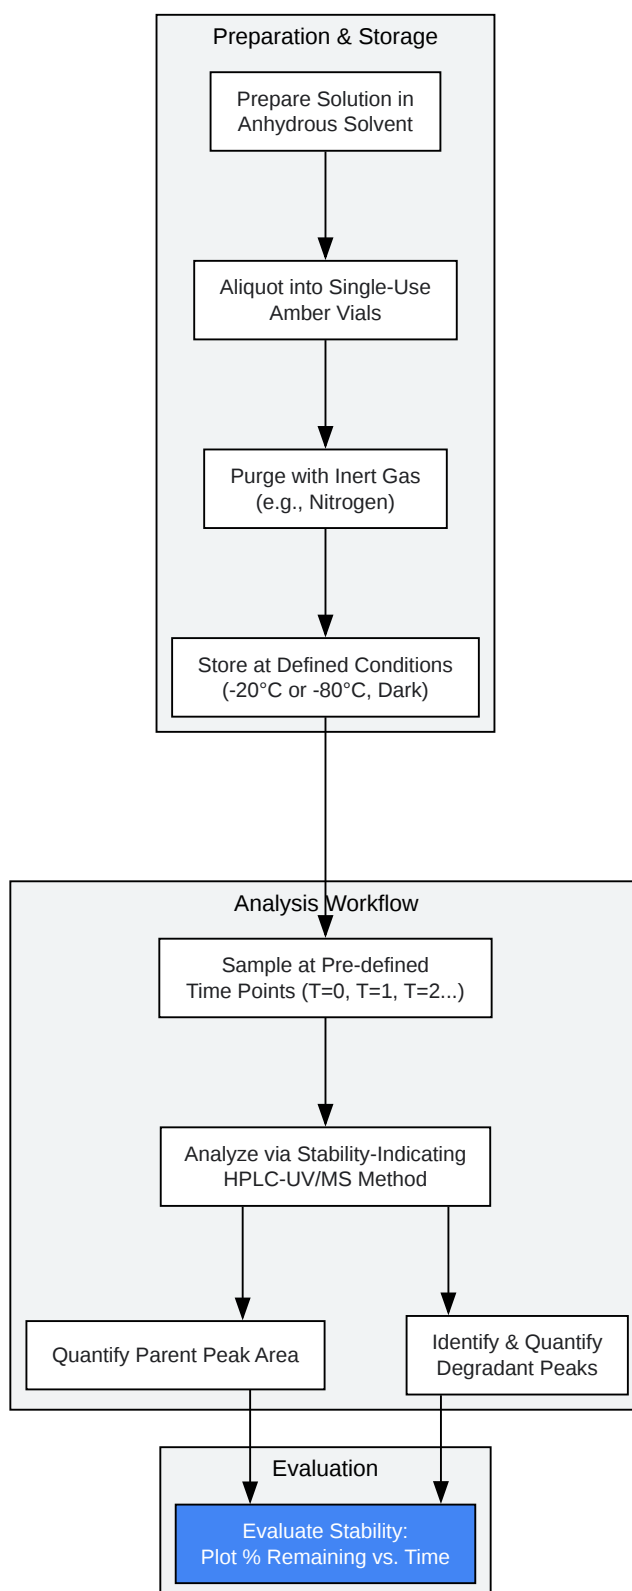 Preparation & Storage
Prepare Solution in
Anhydrous Solvent
Aliquot into Single-Use
Amber Vials
Purge with Inert Gas
(e.g., Nitrogen)
Store at Defined Conditions
(-20°C or -80°C, Dark)
Analysis Workflow
Sample at Pre-defined
Time Points (T=0, T=1, T=2...)
Analyze via Stability-Indicating
HPLC-UV/MS Method
Quantify Parent Peak Area
Identify & Quantify
Degradant Peaks
Evaluation
Evaluate Stability:
Plot % Remaining vs. Time